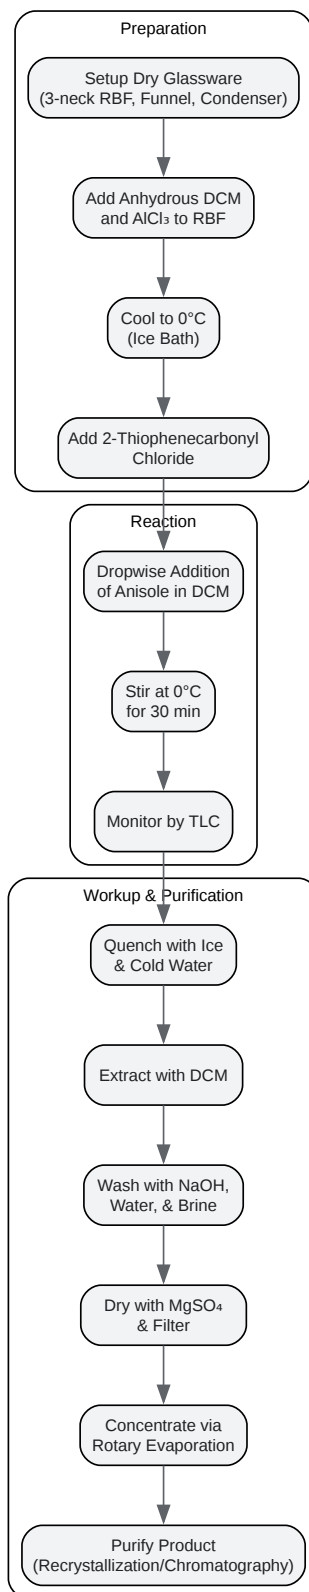 Preparation
Setup Dry Glassware
(3-neck RBF, Funnel, Condenser)
Add Anhydrous DCM
and AlCl₃ to RBF
Cool to 0°C
(Ice Bath)
Add 2-Thiophenecarbonyl
Chloride
Reaction
Dropwise Addition
of Anisole in DCM
Stir at 0°C
for 30 min
Monitor by TLC
Workup & Purification
Quench with Ice
& Cold Water
Extract with DCM
Wash with NaOH,
Water, & Brine
Dry with MgSO₄
& Filter
Concentrate via
Rotary Evaporation
Purify Product
(Recrystallization/Chromatography)